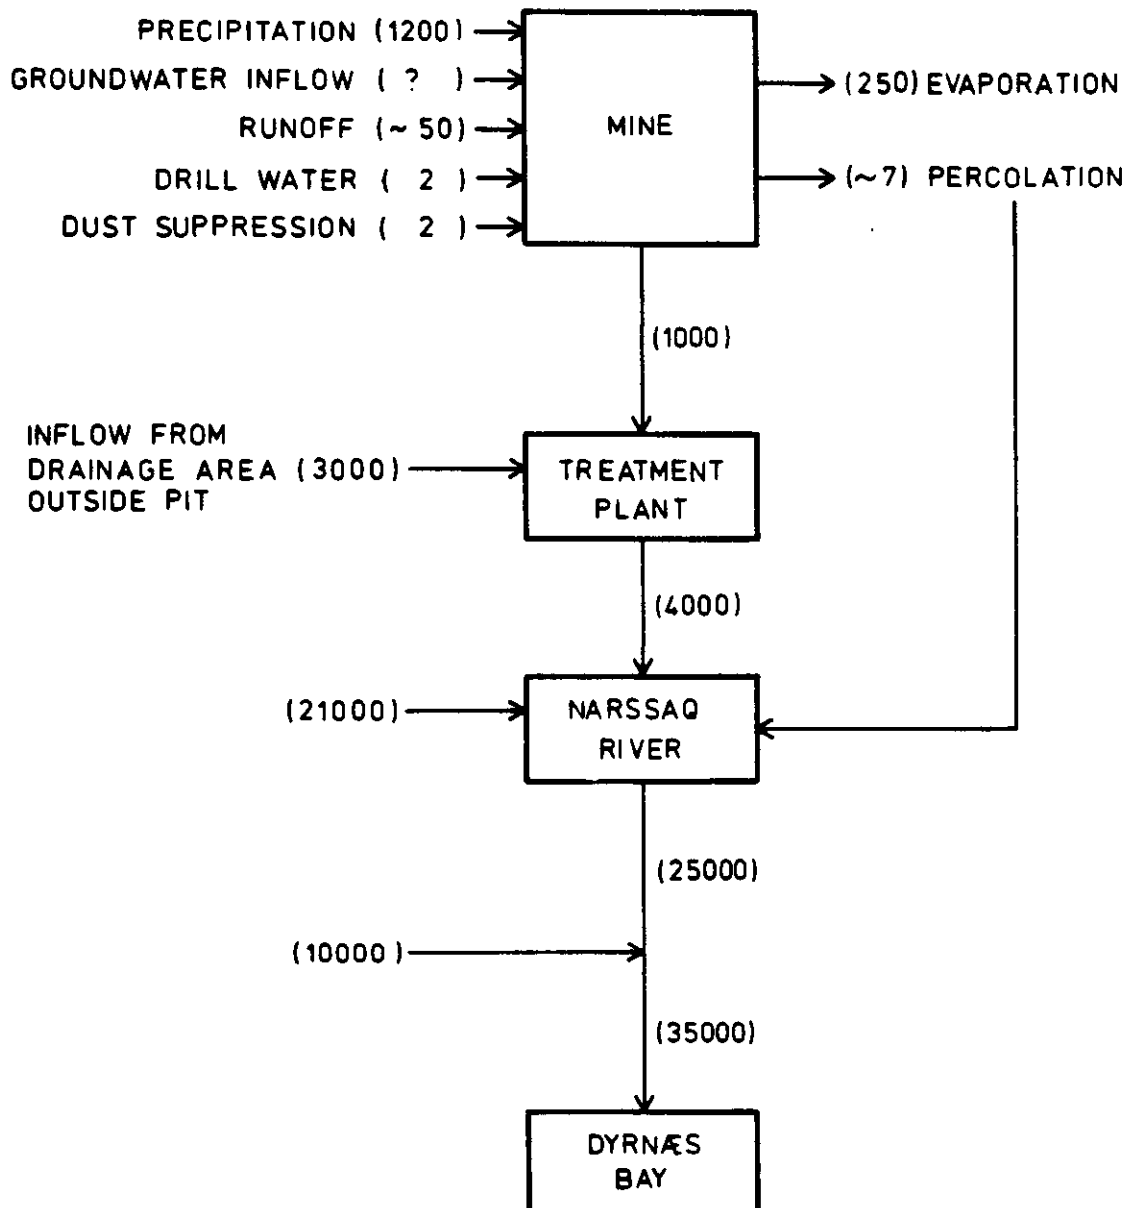 PRECIPITATION (1200)
GROUNDWATER INFLOW ( ? )
RUNOFF (~ 50)
DRILL WATER ( 2 )
DUST SUPPRESSION ( 2 )
MINE
(250) EVAPORATION
(~7) PERCOLATION
(1000)
INFLOW FROM
DRAINAGE AREA (3000)
OUTSIDE PIT
TREATMENT
PLANT
(4000)
(21000)
NARSSAQ
RIVER
(25000)
(10000)
(35000)
DYRNÆS
BAY